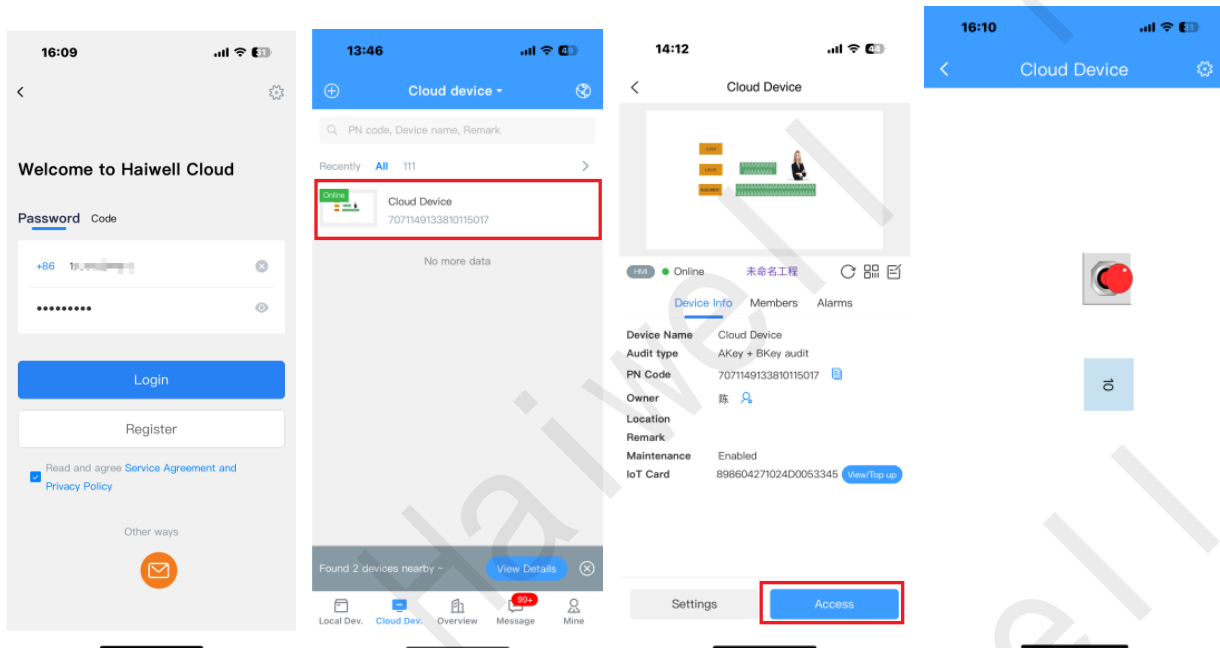 16:09
Welcome to Haiwell Cloud
Password Code
+86
•••••••••
Login
Register
Read and agree Service Agreement and
Privacy Policy
Other ways
13:46
Cloud device
PN code, Device name, Remark
Recently All 111
Online
Cloud Device
7071149133810115017
No more data
Found 2 devices nearby ~
View Details
99+
Local Dev. Cloud Dev. Overview Message Mine
14:12
Cloud Device
HMI Online 未命名工程
Device Info Members Alarms
Device Name Cloud Device
Audit type AKey + BKey audit
PN Code 7071149133810115017
Owner 陈
Location
Remark
Maintenance Enabled
IoT Card 898604271024D0053345 View/Top up
Settings Access
16:10
Cloud Device
10
Haiwell